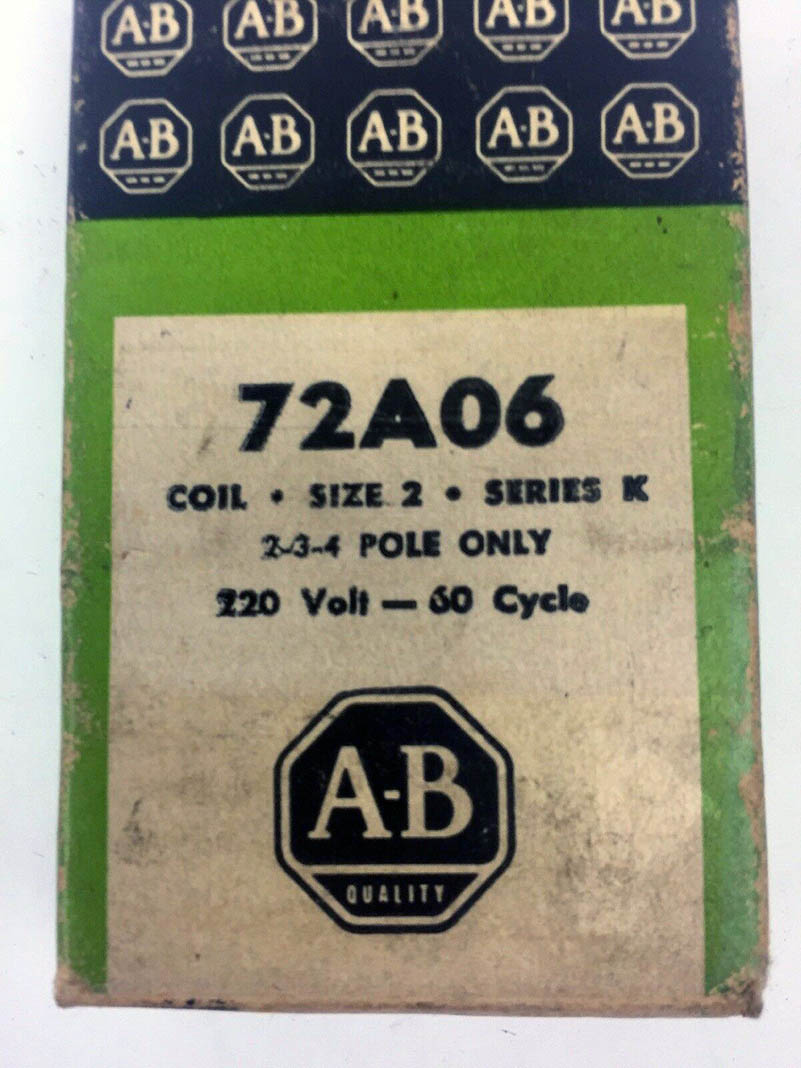 A-B A-B A-B A-B A-B
A-B A-B A-B A-B A-B
72A06
COIL • SIZE 2 • SERIES K
2-3-4 POLE ONLY
220 Volt — 60 Cycle
A-B
QUALITY